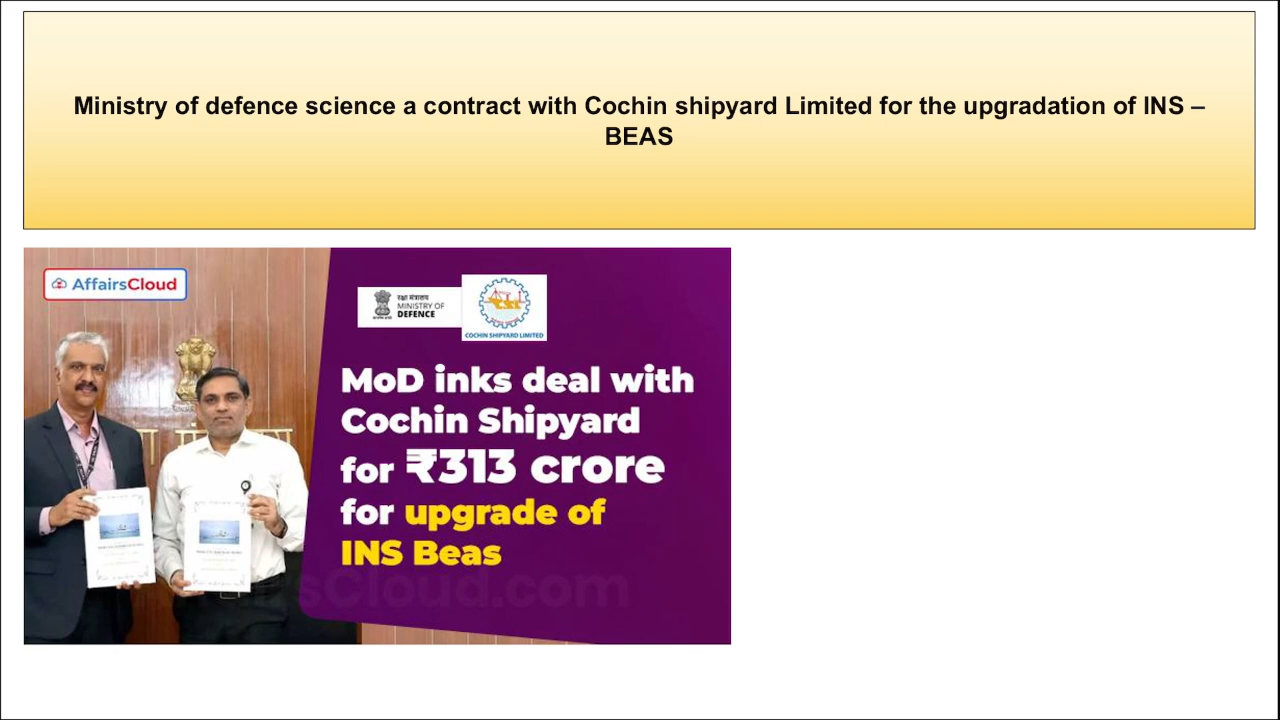 Ministry of defence science a contract with Cochin shipyard Limited for the upgradation of INS –
BEAS
AffairsCloud
रक्षा मंत्रालय
MINISTRY OF
DEFENCE
COCHIN SHIPYARD LIMITED
MoD inks deal with
Cochin Shipyard
for ₹313 crore
for upgrade of
INS Beas
sCloud.com